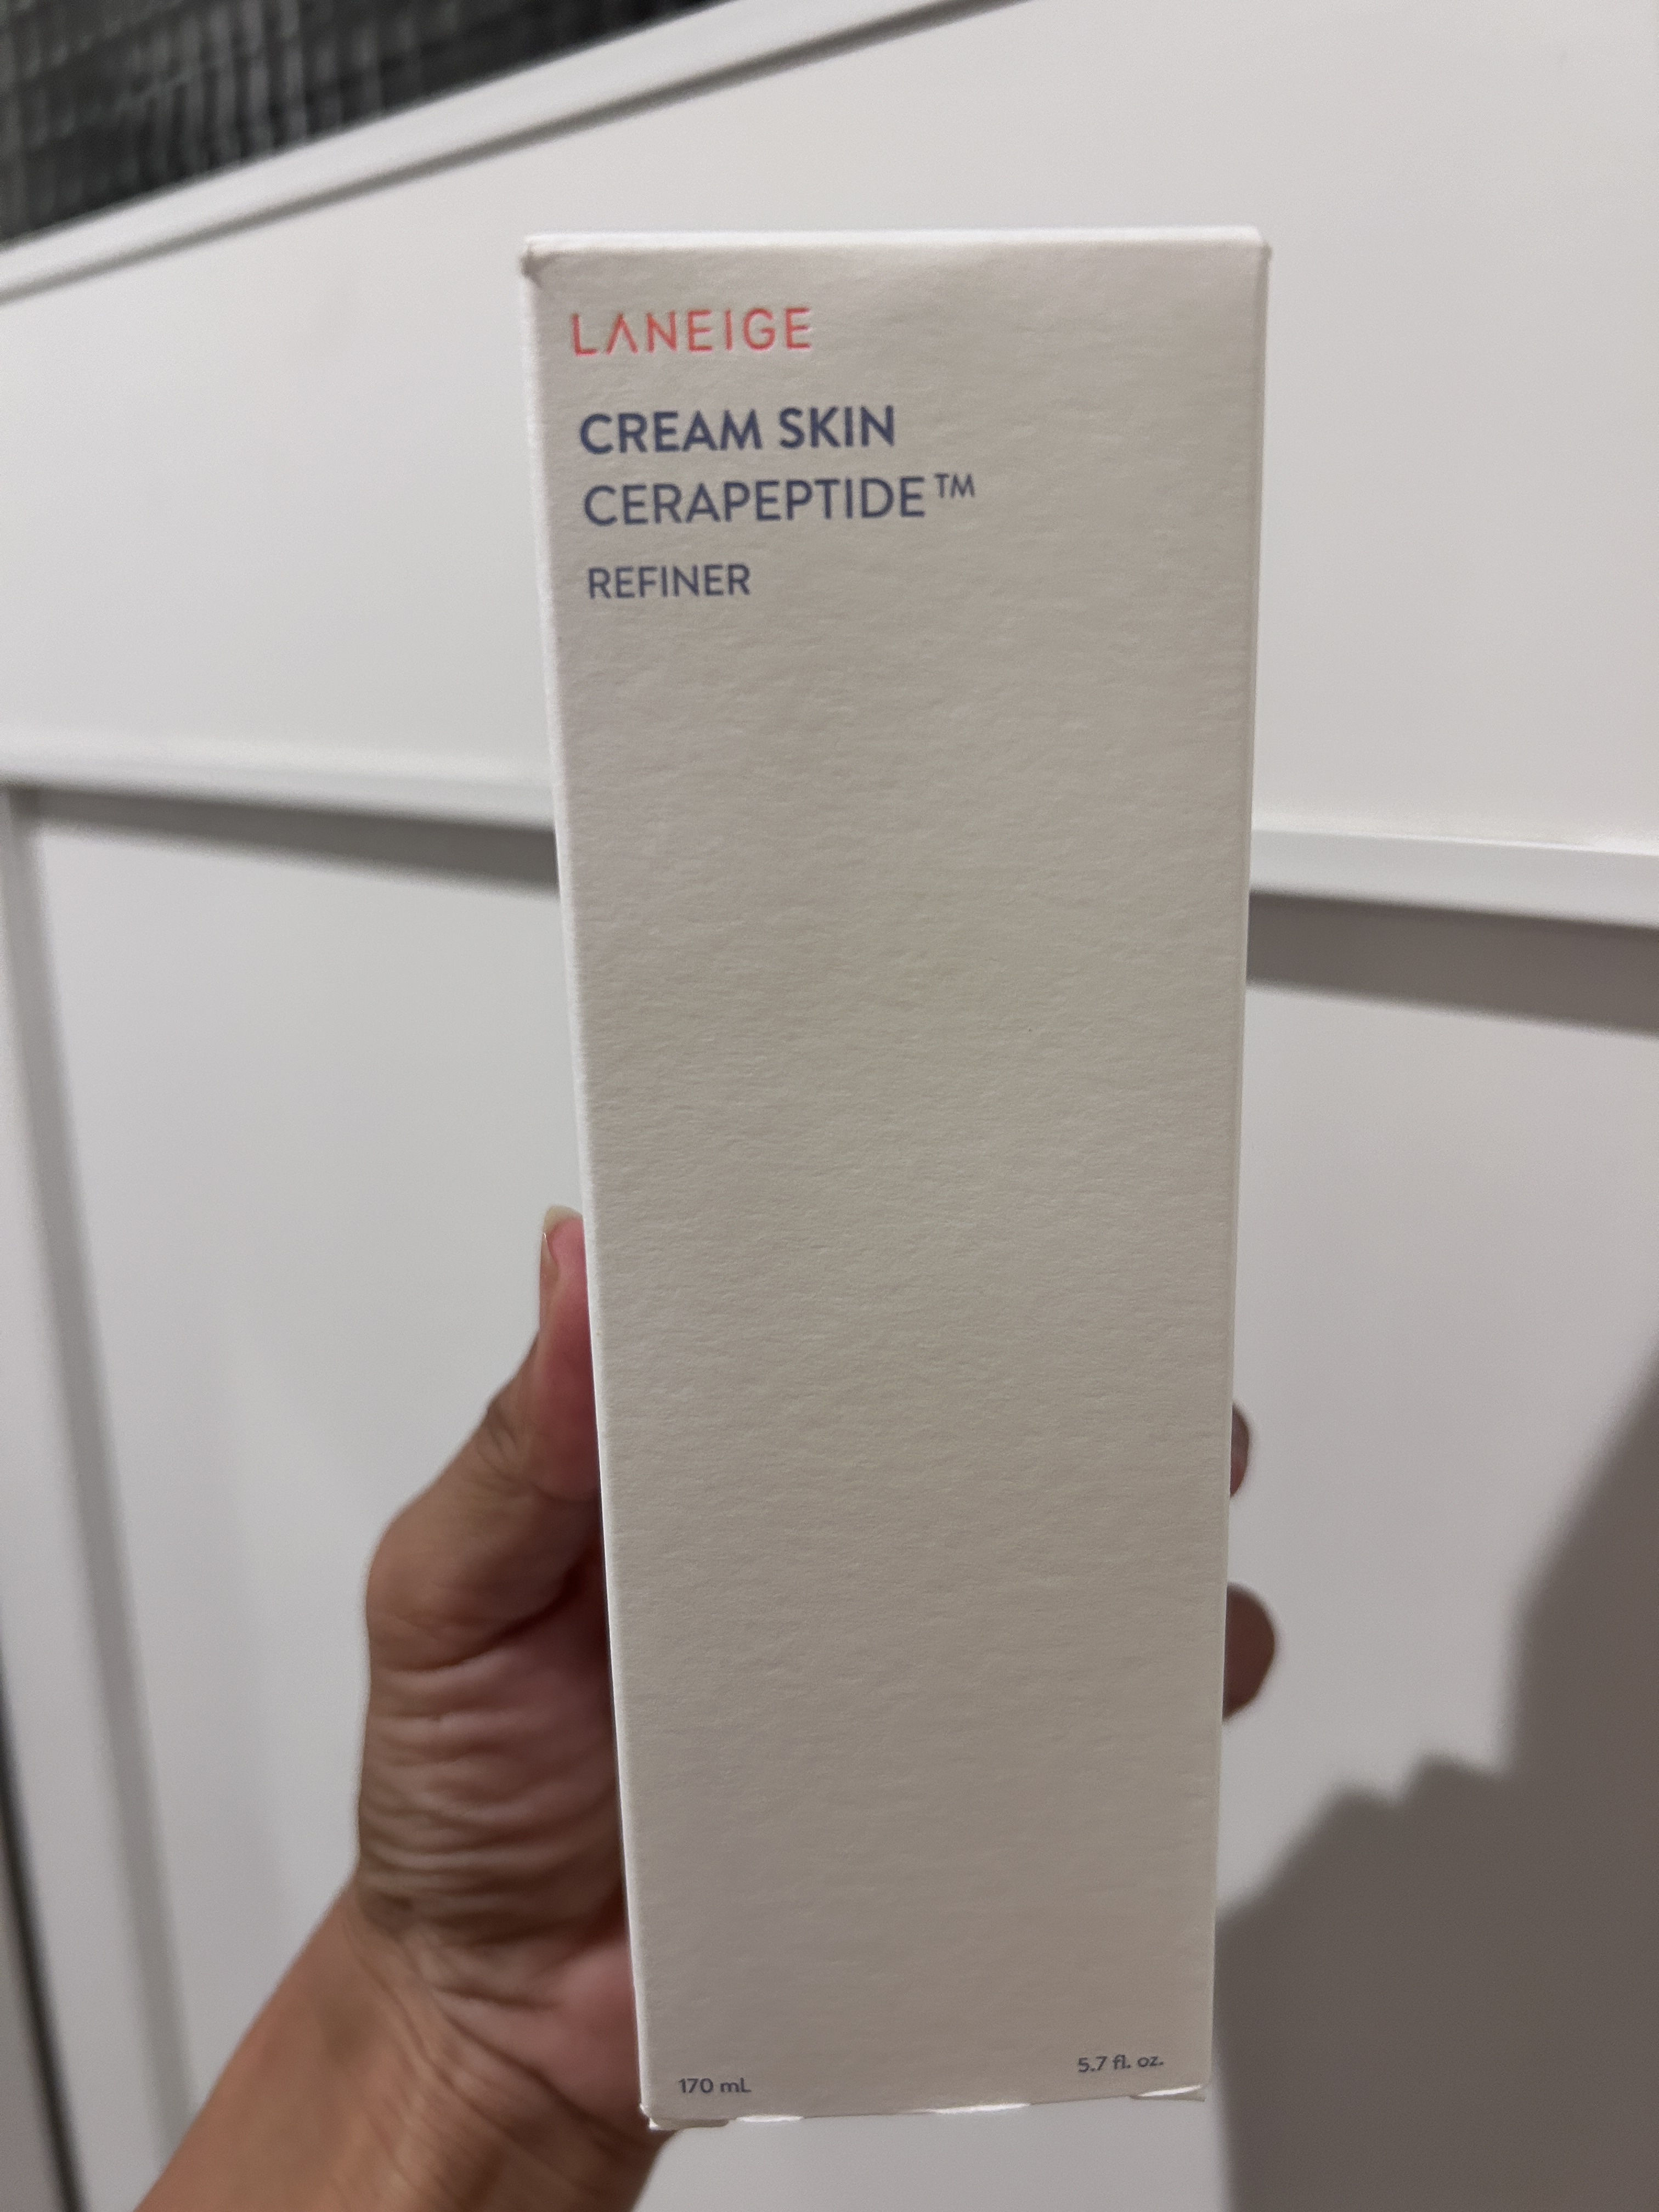 LANEIGE
CREAM SKIN
CERAPEPTIDE™
REFINER
170 mL 5.7 fl. oz.